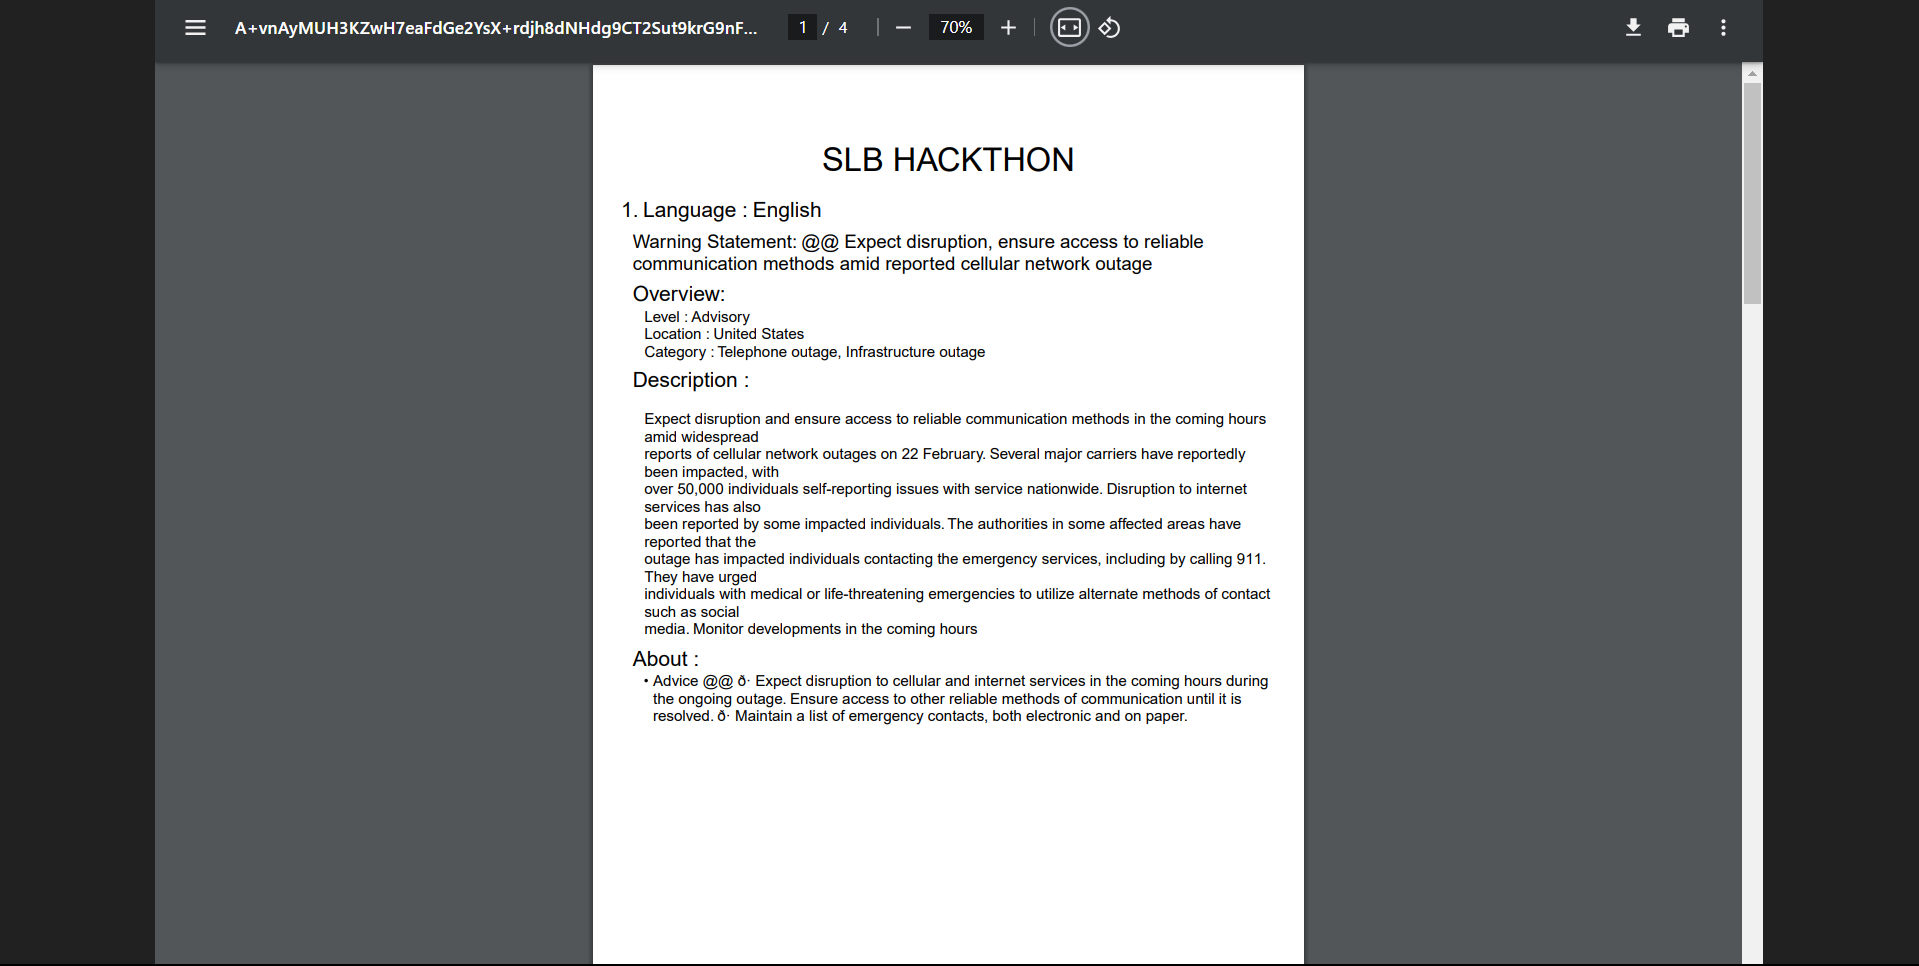 A+vnAyMUH3KZwH7eaFdGe2YsX+rdjh8dNHdg9CT2Sut9krG9nF...
1 / 4
70%
SLB HACKTHON
1. Language : English
Warning Statement: @@ Expect disruption, ensure access to reliable
communication methods amid reported cellular network outage
Overview:
Level : Advisory
Location : United States
Category : Telephone outage, Infrastructure outage
Description :
Expect disruption and ensure access to reliable communication methods in the coming hours
amid widespread
reports of cellular network outages on 22 February. Several major carriers have reportedly
been impacted, with
over 50,000 individuals self-reporting issues with service nationwide. Disruption to internet
services has also
been reported by some impacted individuals. The authorities in some affected areas have
reported that the
outage has impacted individuals contacting the emergency services, including by calling 911.
They have urged
individuals with medical or life-threatening emergencies to utilize alternate methods of contact
such as social
media. Monitor developments in the coming hours
About :
• Advice @@ ð· Expect disruption to cellular and internet services in the coming hours during
the ongoing outage. Ensure access to other reliable methods of communication until it is
resolved. ð· Maintain a list of emergency contacts, both electronic and on paper.